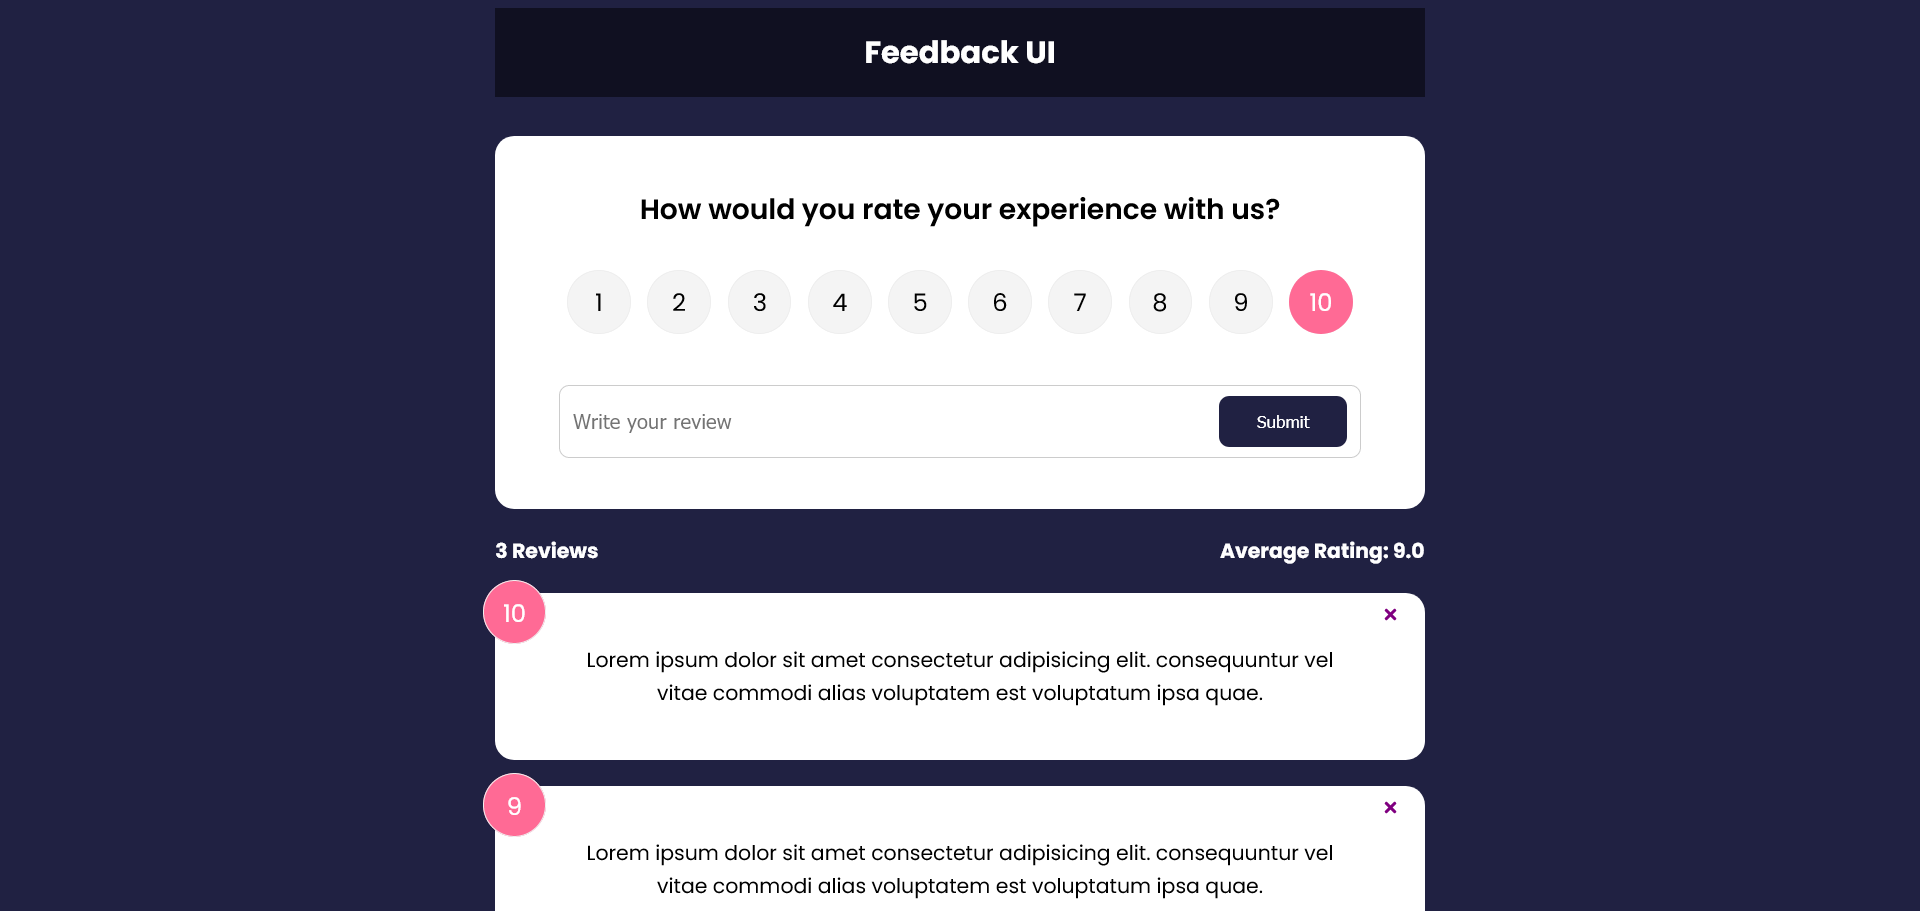 Feedback UI
How would you rate your experience with us?
1 2 3 4 5 6 7 8 9 10
Write your review Submit
3 Reviews Average Rating: 9.0
10
Lorem ipsum dolor sit amet consectetur adipisicing elit. consequuntur vel
vitae commodi alias voluptatem est voluptatum ipsa quae.
9
Lorem ipsum dolor sit amet consectetur adipisicing elit. consequuntur vel
vitae commodi alias voluptatem est voluptatum ipsa quae.